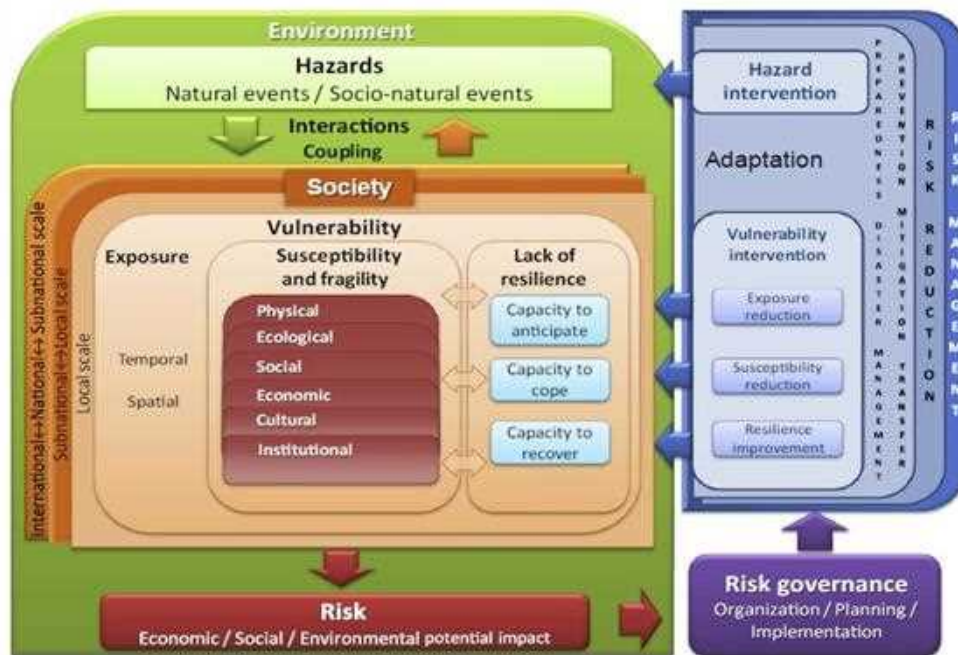 Environment
Hazards
Natural events / Socio-natural events
Interactions
Coupling
Society
International↔National↔Subnational scale
Subnational↔Local scale
Local scale
Vulnerability
Exposure
Temporal
Spatial
Susceptibility
and fragility
Physical
Ecological
Social
Economic
Cultural
Institutional
Lack of
resilience
Capacity to
anticipate
Capacity to
cope
Capacity to
recover
Risk
Economic / Social / Environmental potential impact
Hazard
intervention
Adaptation
Vulnerability
intervention
Exposure
reduction
Susceptibility
reduction
Resilience
improvement
PREPAREDNESS DISASTER MANAGEMENT
PREVENTION MITIGATION TRANSFER
RISK REDUCTION
RISK MANAGEMENT
Risk governance
Organization / Planning /
Implementation